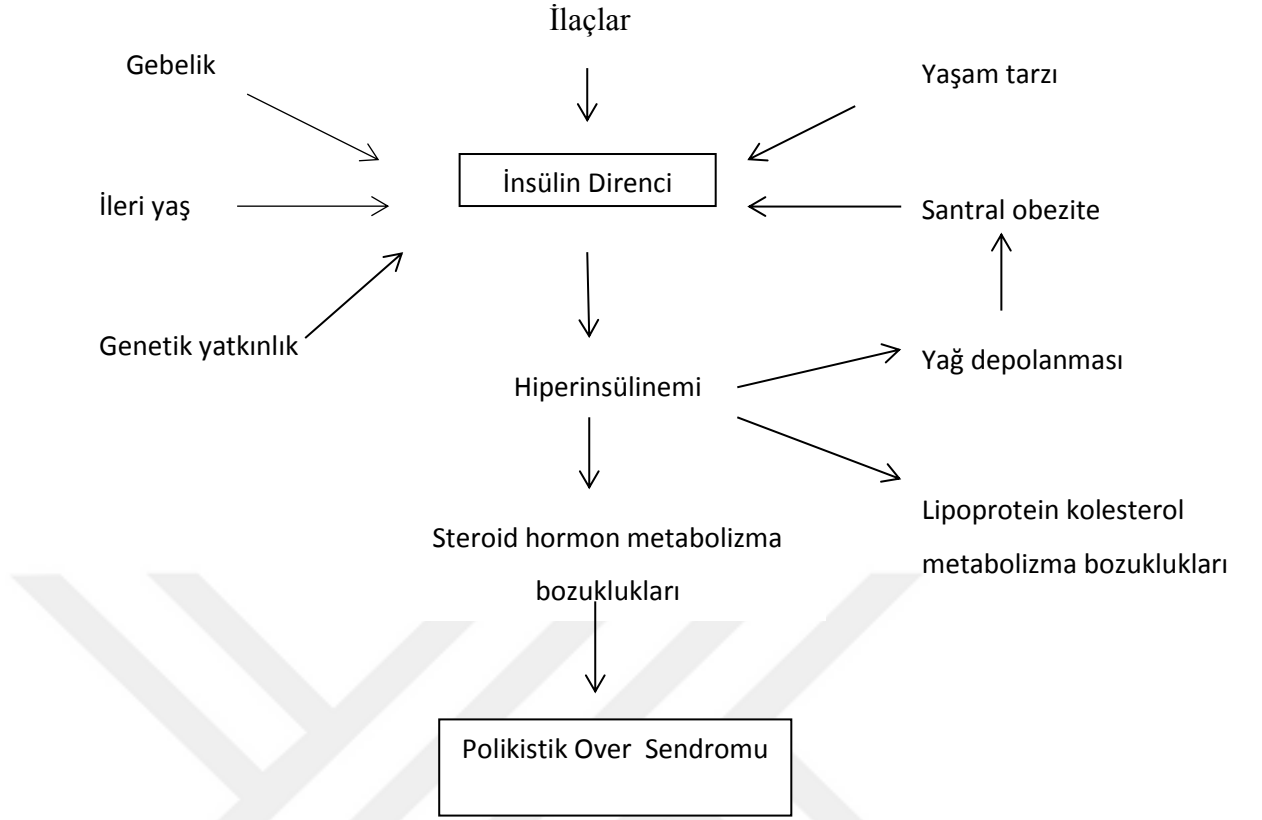 İlaçlar
Gebelik
Yaşam tarzı
İnsülin Direnci
İleri yaş
Santral obezite
Genetik yatkınlık
Yağ depolanması
Hiperinsülinemi
Lipoprotein kolesterol
metabolizma bozuklukları
Steroid hormon metabolizma
bozuklukları
Polikistik Over Sendromu